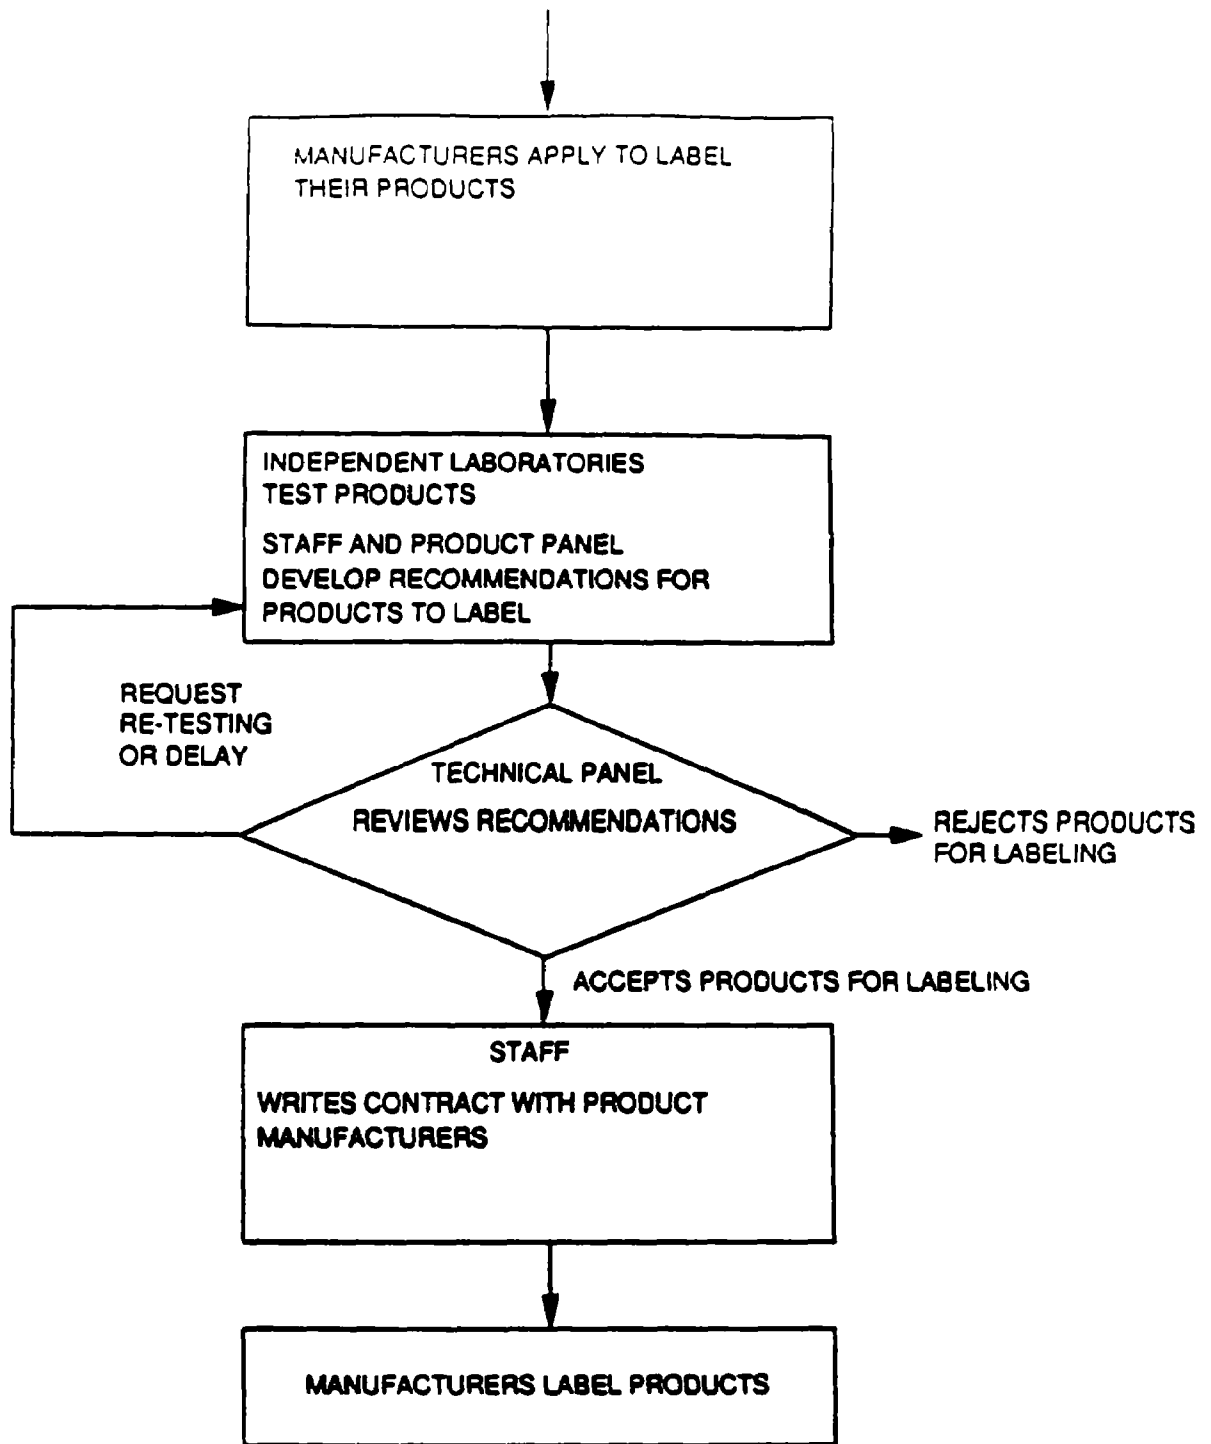 MANUFACTURERS APPLY TO LABEL
THEIR PRODUCTS
INDEPENDENT LABORATORIES
TEST PRODUCTS
STAFF AND PRODUCT PANEL
DEVELOP RECOMMENDATIONS FOR
PRODUCTS TO LABEL
REQUEST
RE-TESTING
OR DELAY
TECHNICAL PANEL
REVIEWS RECOMMENDATIONS
REJECTS PRODUCTS
FOR LABELING
ACCEPTS PRODUCTS FOR LABELING
STAFF
WRITES CONTRACT WITH PRODUCT
MANUFACTURERS
MANUFACTURERS LABEL PRODUCTS